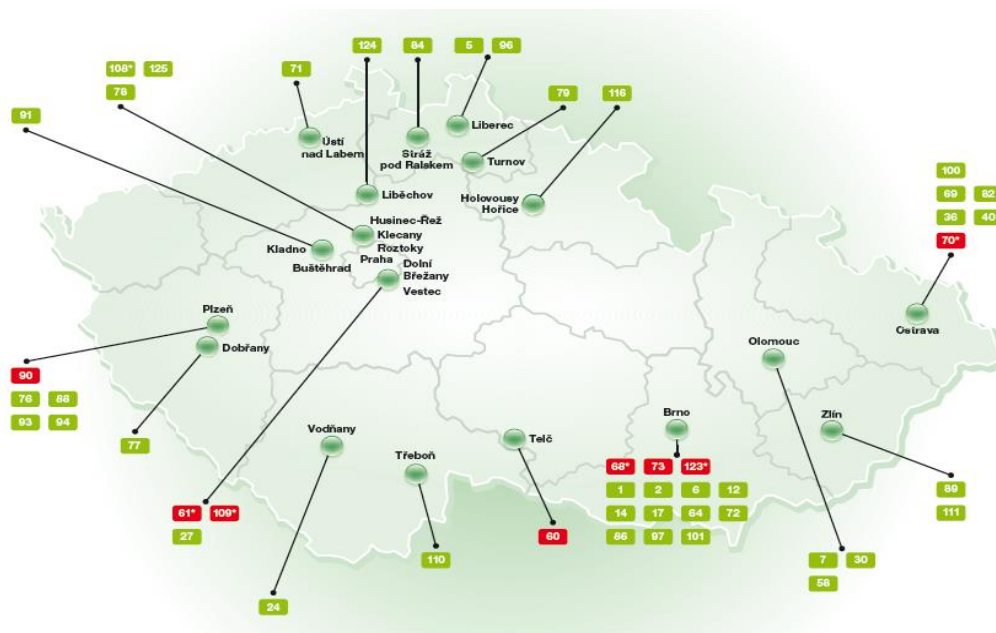 124
84
5 96
108* 125
71
78
79
116
91
Liberec
Ústí
nad Labem
Stráž
pod Ralskem
Turnov
100
Liběchov
Holovousy
Hořice
69 82
36 40
Husinec-Řež
Klecany
Roztoky
Praha
Kladno
Buštěhrad
Dolní
Břežany
Vestec
70*
Plzeň
Dobřany
Ostrava
Olomouc
90
76 88
93 94
77
Vodňany
Třeboň
Telč
Brno
Zlín
68* 73 123*
1 2 6 12
14 17 64 72
86 97 101
89
111
61* 109*
27
60
110
7 30
58
24